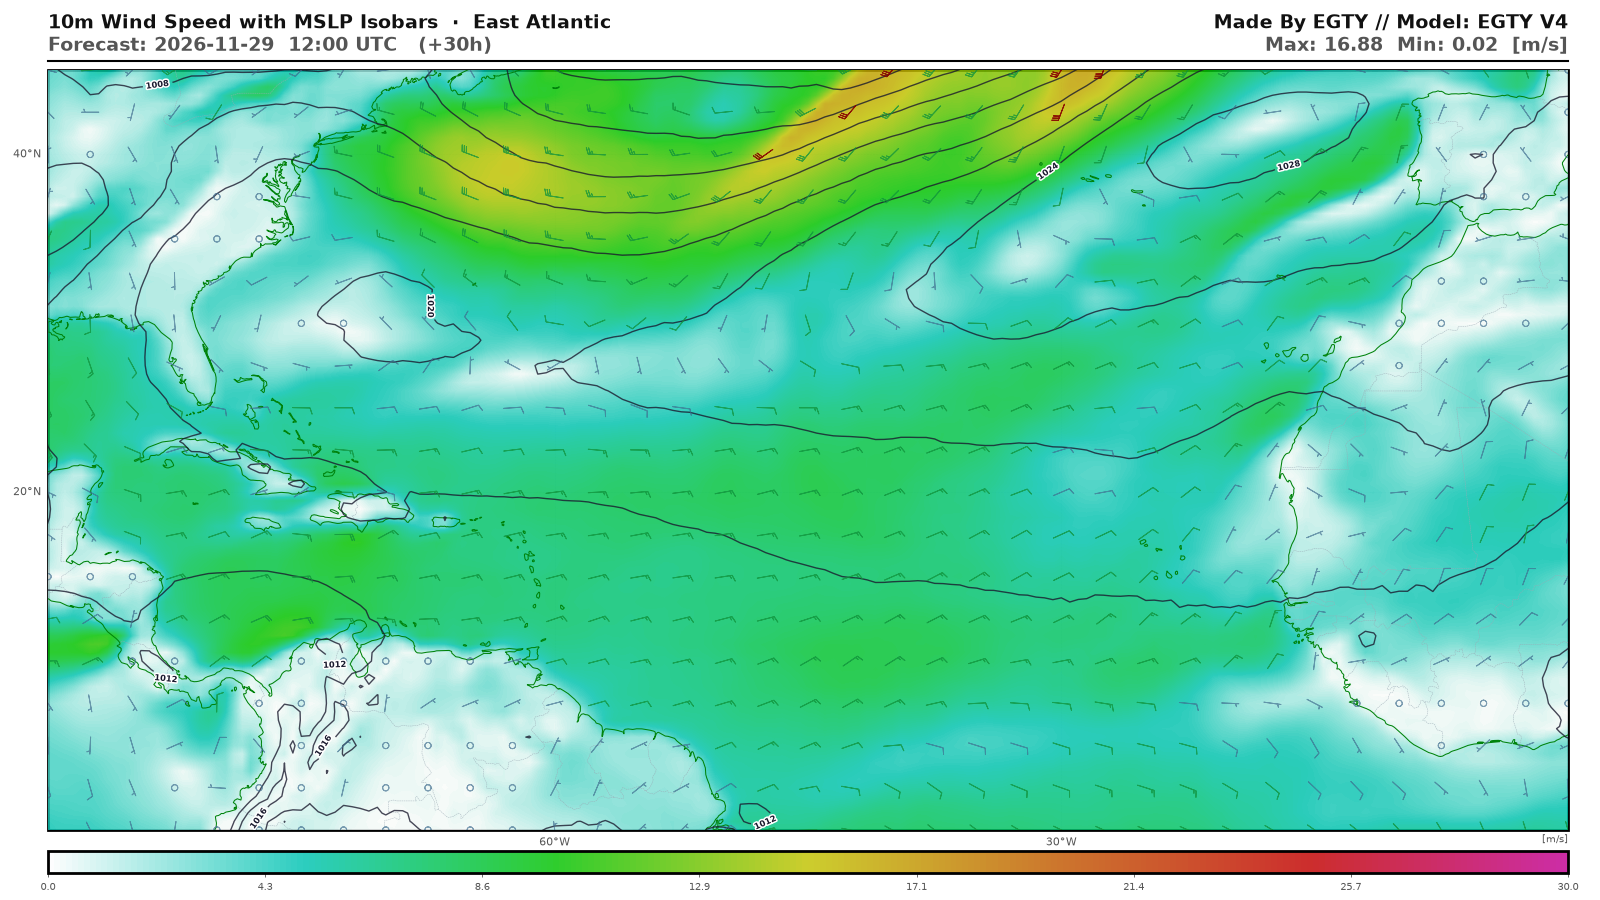 10m Wind Speed with MSLP Isobars · East Atlantic
Made By EGTY // Model: EGTY V4
Forecast: 2026-11-29 12:00 UTC (+30h)
Max: 16.88 Min: 0.02 [m/s]
1008
40°N
1024
1028
1020
20°N
1012
1012
1016
1016
1012
60°W
30°W
[m/s]
0.0
4.3
8.6
12.9
17.1
21.4
25.7
30.0